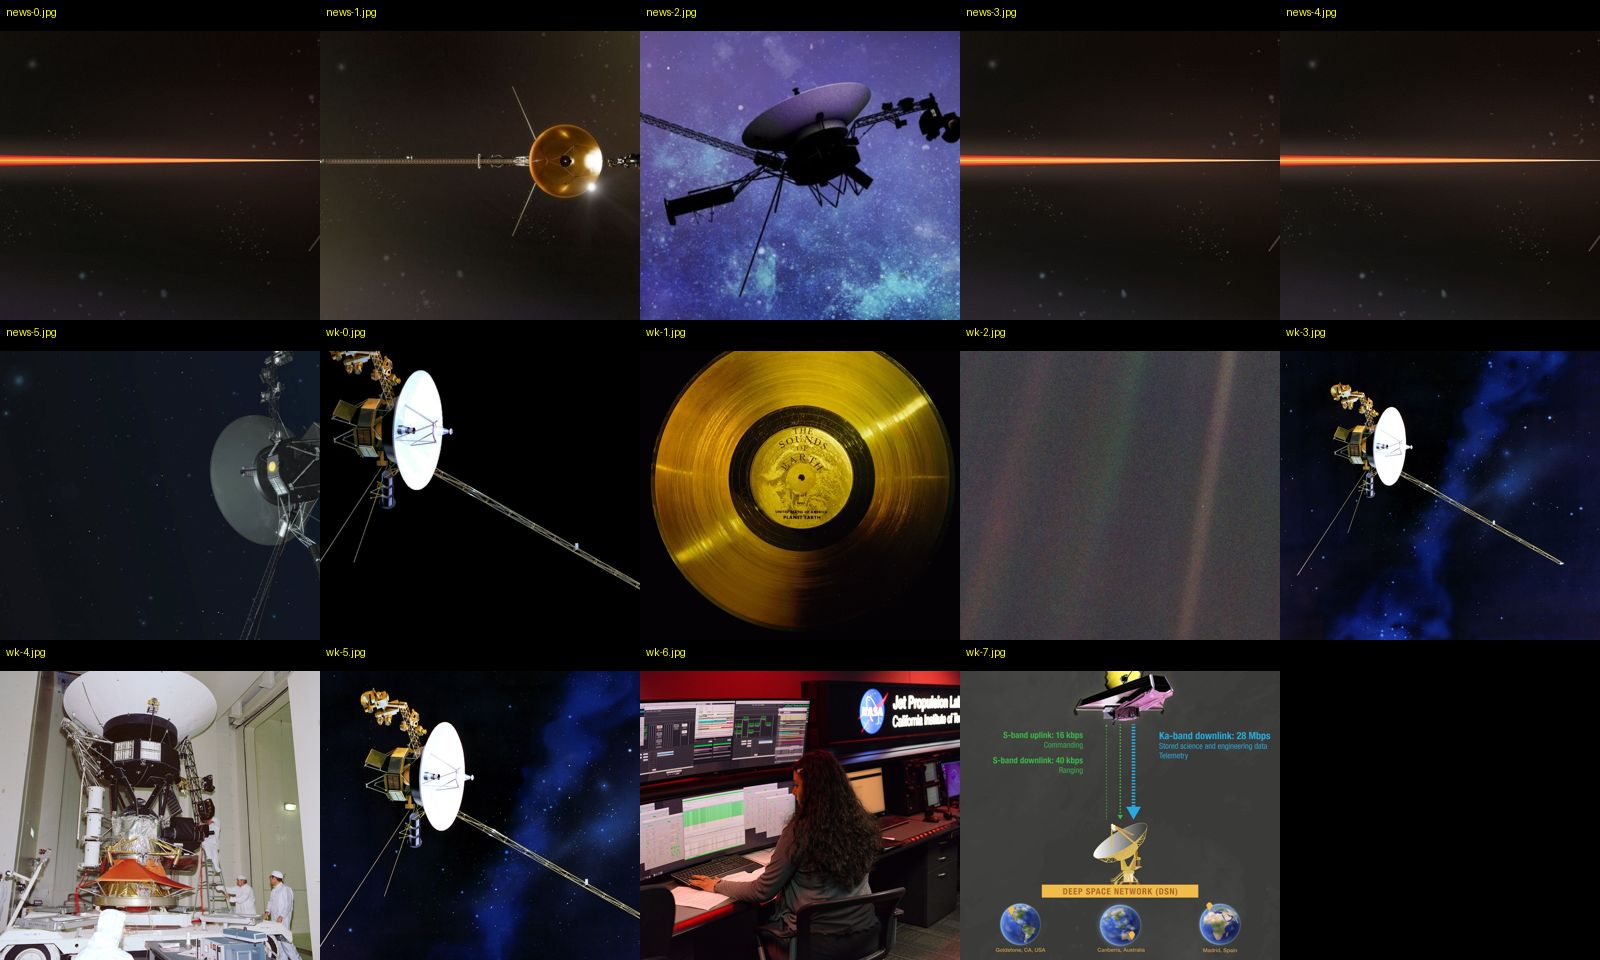 news-0.jpg
news-1.jpg
news-2.jpg
news-3.jpg
news-4.jpg
news-5.jpg
wk-0.jpg
wk-1.jpg
wk-2.jpg
wk-3.jpg
THE
SOUNDS
OF
EARTH
UNITED STATES OF AMERICA
PLANET EARTH
wk-4.jpg
wk-5.jpg
wk-6.jpg
wk-7.jpg
NASA
Jet Propulsion La
California Institute of T
S-band uplink: 16 kbps
Commanding
S-band downlink: 40 kbps
Ranging
Ka-band downlink: 28 Mbps
Stored science and engineering data
Telemetry
DEEP SPACE NETWORK (DSN)
Goldstone, CA, USA
Canberra, Australia
Madrid, Spain